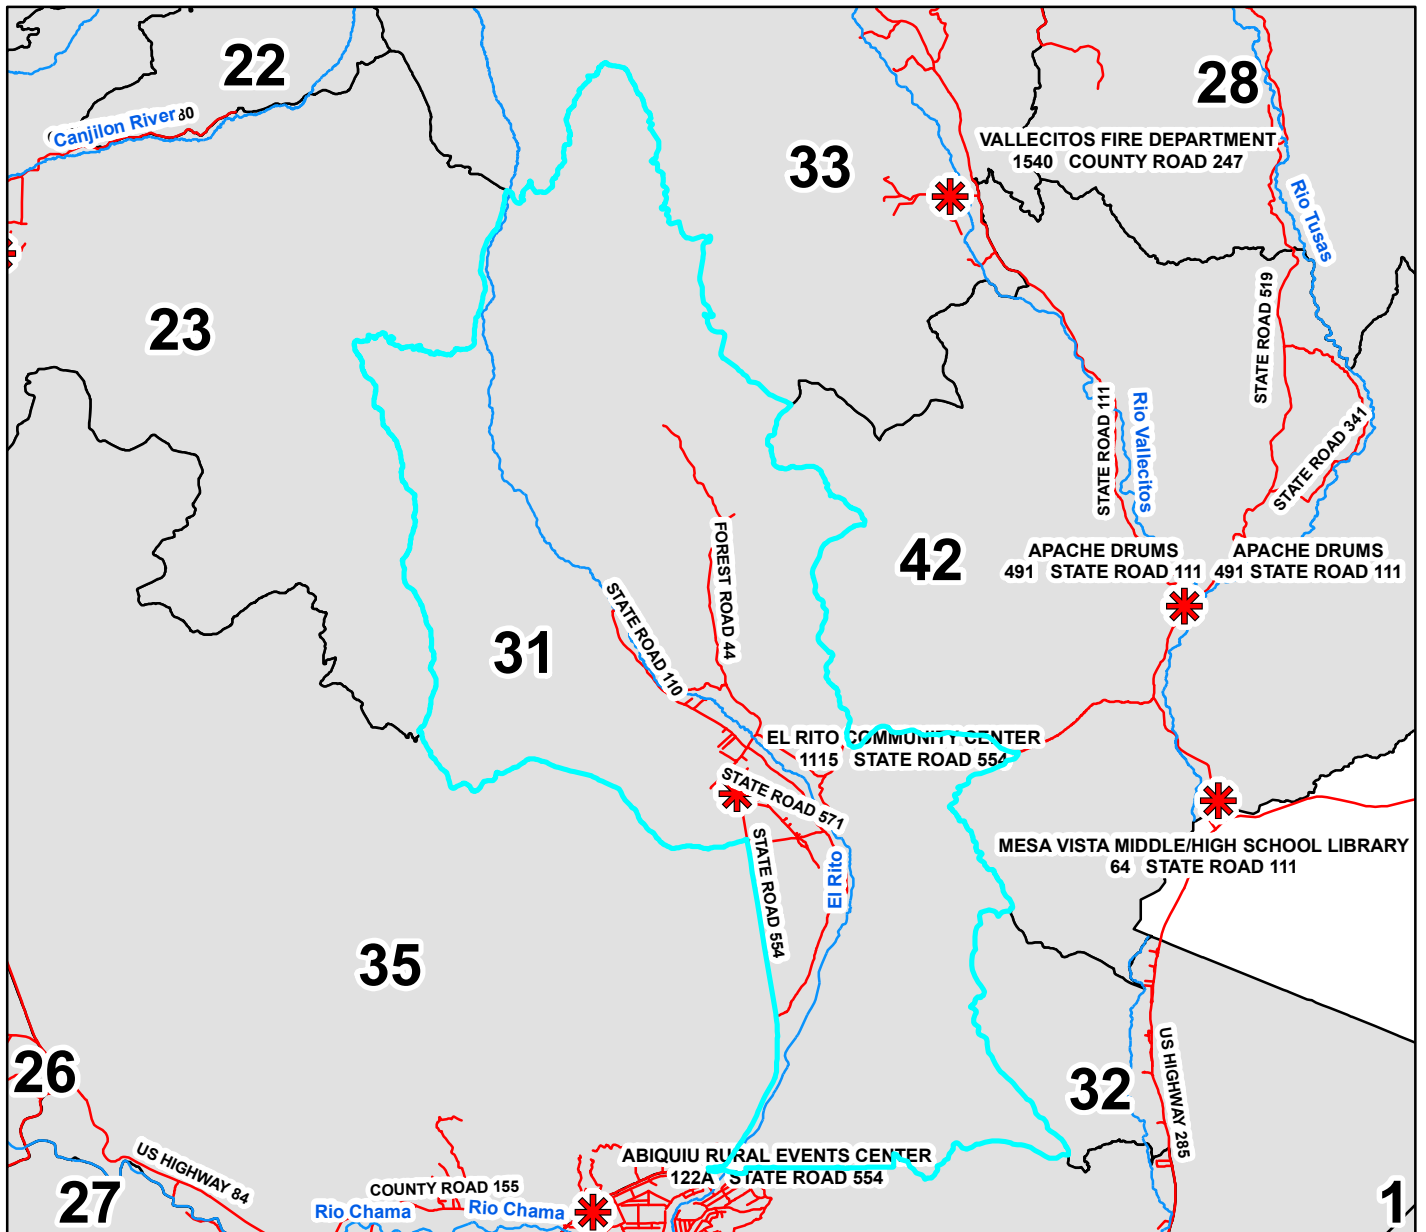 22
28
Canjilon River
80
VALLECITOS FIRE DEPARTMENT
1540 COUNTY ROAD 247
33
Rio Tusas
23
STATE ROAD 519
STATE ROAD 111
Rio Vallecitos
STATE ROAD 341
FOREST ROAD 44
42
APACHE DRUMS
491 STATE ROAD 111
APACHE DRUMS
491 STATE ROAD 111
31
STATE ROAD 110
EL RITO COMMUNITY CENTER
1115 STATE ROAD 554
STATE ROAD 571
MESA VISTA MIDDLE/HIGH SCHOOL LIBRARY
64 STATE ROAD 111
El Rito
STATE ROAD 554
35
26
32
US HIGHWAY 285
US HIGHWAY 84
ABIQUIU RURAL EVENTS CENTER
122A STATE ROAD 554
27
COUNTY ROAD 155
Rio Chama
Rio Chama
1